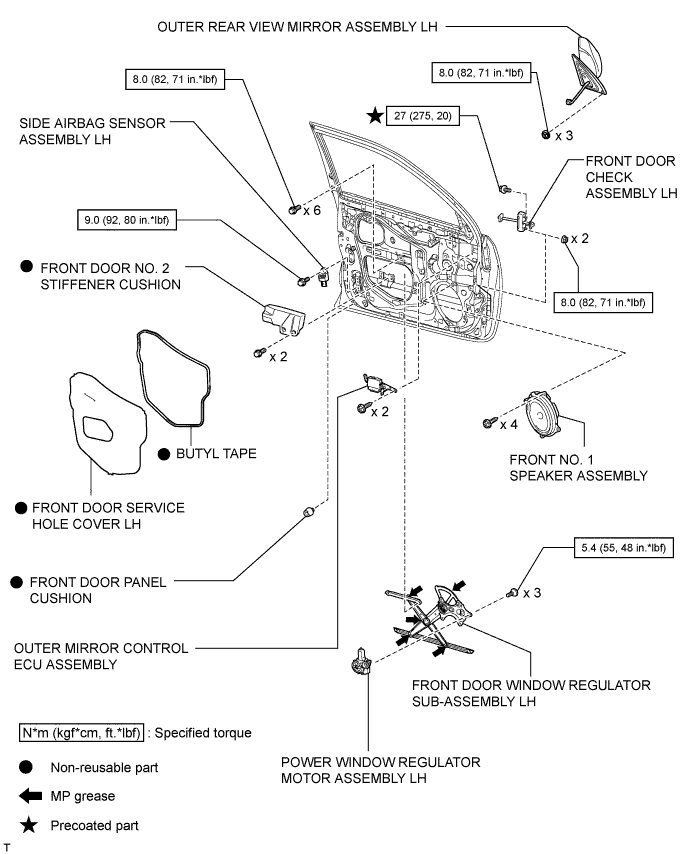 OUTER REAR VIEW MIRROR ASSEMBLY LH
8.0 (82, 71 in.*lbf)
8.0 (82, 71 in.*lbf)
27 (275, 20)
x 3
SIDE AIRBAG SENSOR
ASSEMBLY LH
FRONT DOOR
CHECK
ASSEMBLY LH
x 6
9.0 (92, 80 in.*lbf)
x 2
FRONT DOOR NO. 2
STIFFENER CUSHION
8.0 (82, 71 in.*lbf)
x 2
x 2
x 4
BUTYL TAPE
FRONT NO. 1
SPEAKER ASSEMBLY
FRONT DOOR SERVICE
HOLE COVER LH
5.4 (55, 48 in.*lbf)
FRONT DOOR PANEL
CUSHION
x 3
OUTER MIRROR CONTROL
ECU ASSEMBLY
FRONT DOOR WINDOW REGULATOR
SUB-ASSEMBLY LH
N*m (kgf*cm, ft.*lbf) : Specified torque
POWER WINDOW REGULATOR
MOTOR ASSEMBLY LH
Non-reusable part
MP grease
Precoated part
T